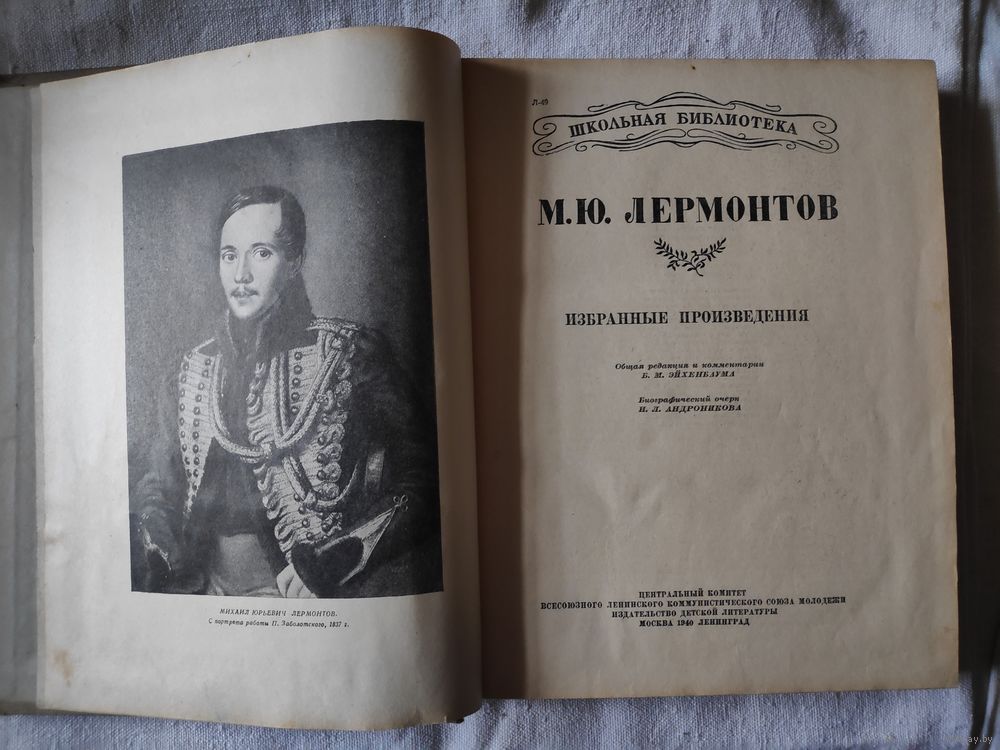 МИХАИЛ ЮРЬЕВИЧ ЛЕРМОНТОВ.
С портрета работы П. Заболотского, 1837 г.
Л-49
ШКОЛЬНАЯ БИБЛИОТЕКА
М.Ю. ЛЕРМОНТОВ
ИЗБРАННЫЕ ПРОИЗВЕДЕНИЯ
Общая редакция и комментарии
Б. М. ЭЙХЕНБАУМА
Биографический очерк
И. Л. АНДРОНИКОВА
ЦЕНТРАЛЬНЫЙ КОМИТЕТ
ВСЕСОЮЗНОГО ЛЕНИНСКОГО КОММУНИСТИЧЕСКОГО СОЮЗА МОЛОДЕЖИ
ИЗДАТЕЛЬСТВО ДЕТСКОЙ ЛИТЕРАТУРЫ
МОСКВА 1940 ЛЕНИНГРАД